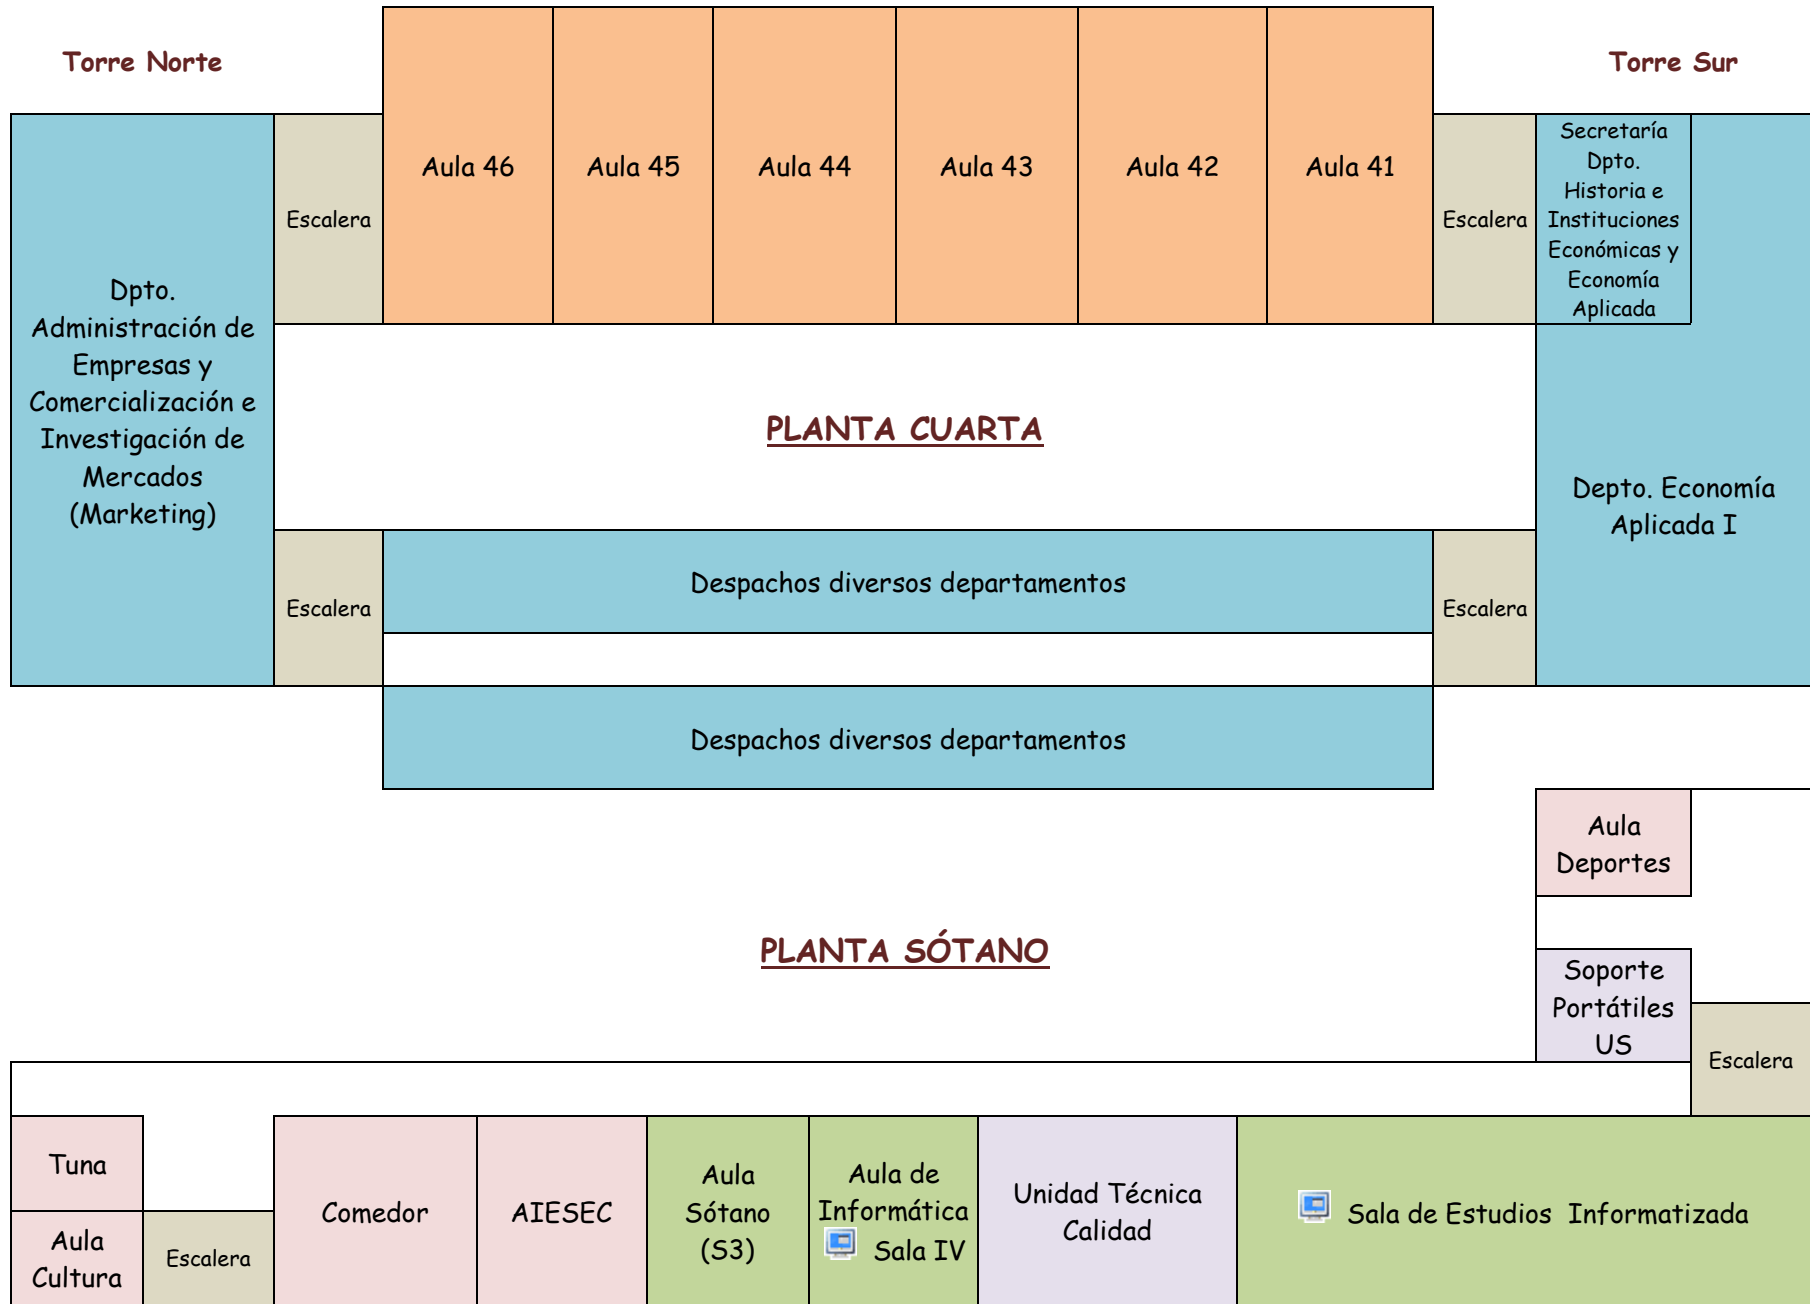 Torre Norte
Torre Sur
Aula 46
Aula 45
Aula 44
Aula 43
Aula 42
Aula 41
Escalera
Escalera
Secretaría
Dpto.
Historia e
Instituciones
Económicas y
Economía
Aplicada
Dpto.
Administración de
Empresas y
Comercialización e
Investigación de
Mercados
(Marketing)
PLANTA CUARTA
Depto. Economía
Aplicada I
Escalera
Despachos diversos departamentos
Escalera
Despachos diversos departamentos
Aula
Deportes
PLANTA SÓTANO
Soporte
Portátiles
US
Escalera
Tuna
Aula
Cultura
Escalera
Comedor
AIESEC
Aula
Sótano
(S3)
Aula de
Informática
Sala IV
Unidad Técnica
Calidad
Sala de Estudios Informatizada